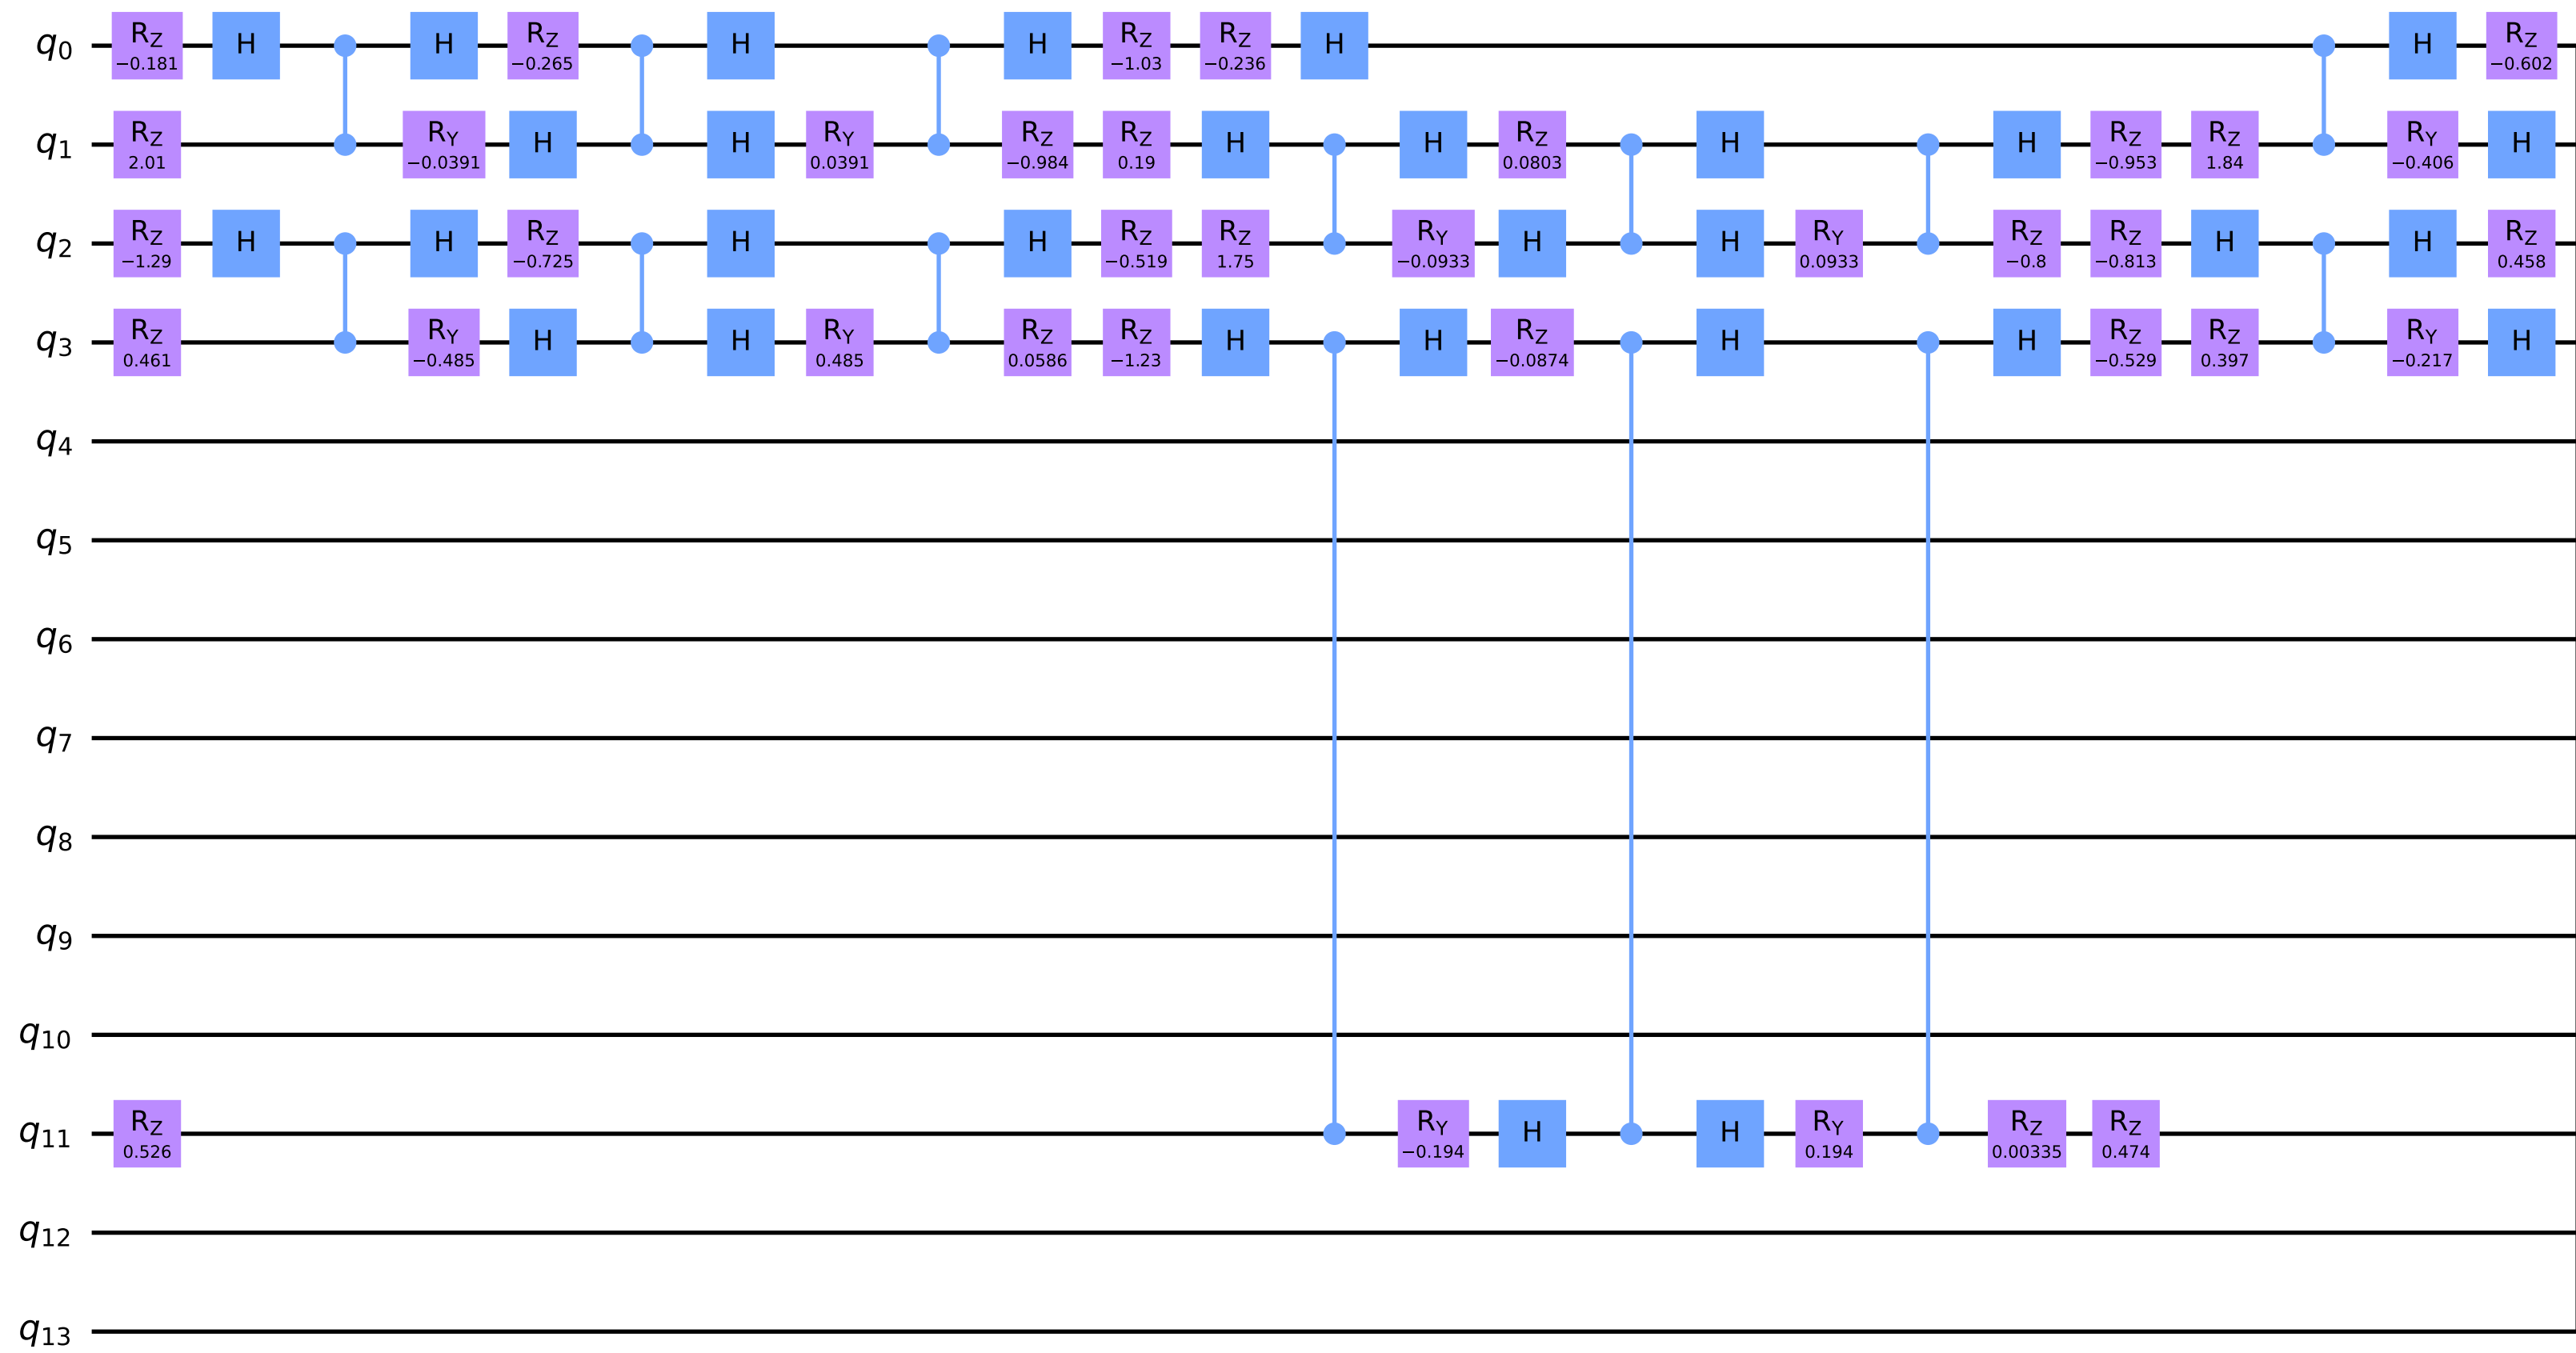 q0 RZ H H RZ H H RZ RZ H H RZ
−0.181 −0.265 −1.03 −0.236 −0.602
q1 RZ RY H H RY RZ RZ H H RZ H H RZ RZ RY H
2.01 −0.0391 0.0391 −0.984 0.19 0.0803 −0.953 1.84 −0.406
q2 RZ H H RZ H H RZ RZ RY H H RY RZ RZ H H RZ
−1.29 −0.725 −0.519 1.75 −0.0933 0.0933 −0.8 −0.813 0.458
q3 RZ RY H H RY RZ RZ H H RZ H H RZ RZ RY H
0.461 −0.485 0.485 0.0586 −1.23 −0.0874 −0.529 0.397 −0.217
q4
q5
q6
q7
q8
q9
q10
q11 RZ RY H H RY RZ RZ
0.526 −0.194 0.194 0.00335 0.474
q12
q13